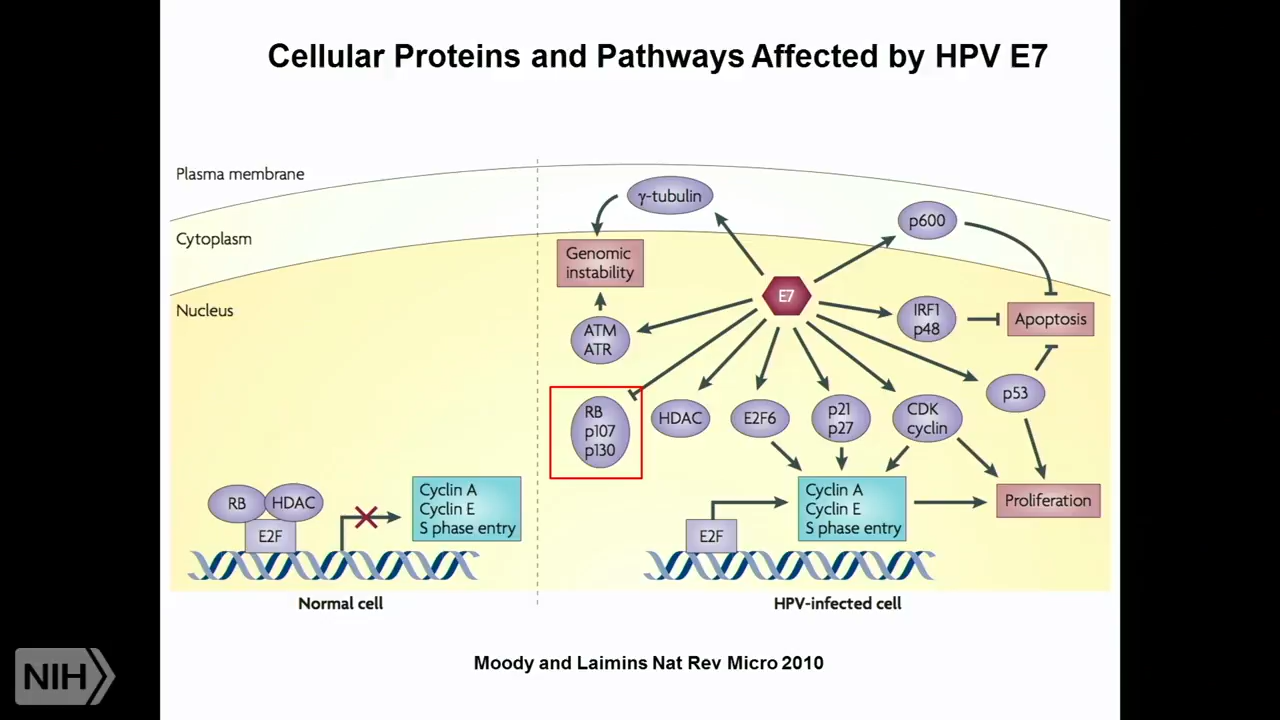 Cellular Proteins and Pathways Affected by HPV E7
Plasma membrane
Cytoplasm
Nucleus
γ-tubulin
p600
Genomic
instability
E7
IRF1
p48
Apoptosis
ATM
ATR
p53
RB
p107
p130
HDAC
E2F6
p21
p27
CDK
cyclin
RB
HDAC
E2F
Cyclin A
Cyclin E
S phase entry
E2F
Cyclin A
Cyclin E
S phase entry
Proliferation
Normal cell
HPV-infected cell
Moody and Laimins Nat Rev Micro 2010
NIH